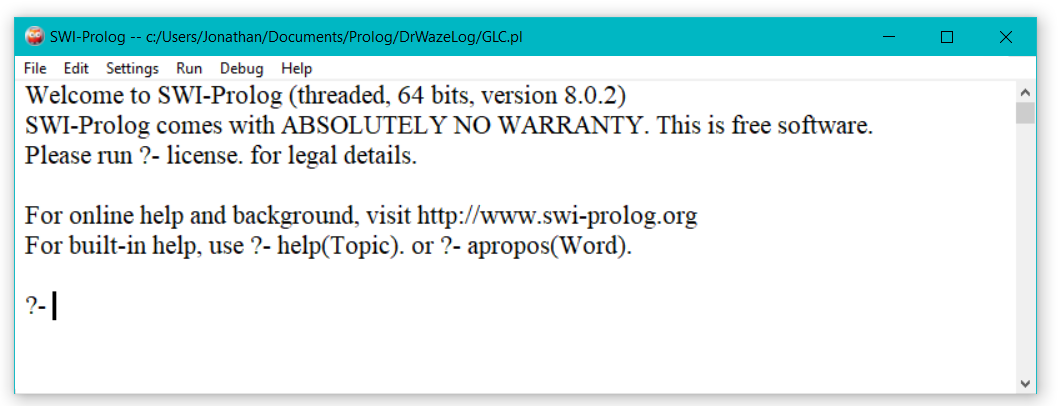 SWI-Prolog -- c:/Users/Jonathan/Documents/Prolog/DrWazeLog/GLC.pl
File Edit Settings Run Debug Help
Welcome to SWI-Prolog (threaded, 64 bits, version 8.0.2)
SWI-Prolog comes with ABSOLUTELY NO WARRANTY. This is free software.
Please run ?- license. for legal details.
For online help and background, visit http://www.swi-prolog.org
For built-in help, use ?- help(Topic). or ?- apropos(Word).
?-